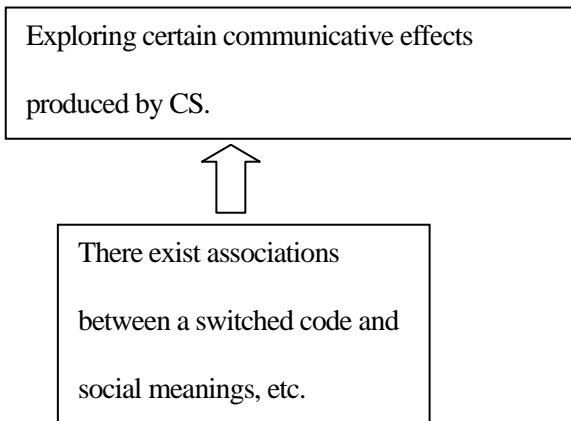 Exploring certain communicative effects
produced by CS.
There exist associations
between a switched code and
social meanings, etc.